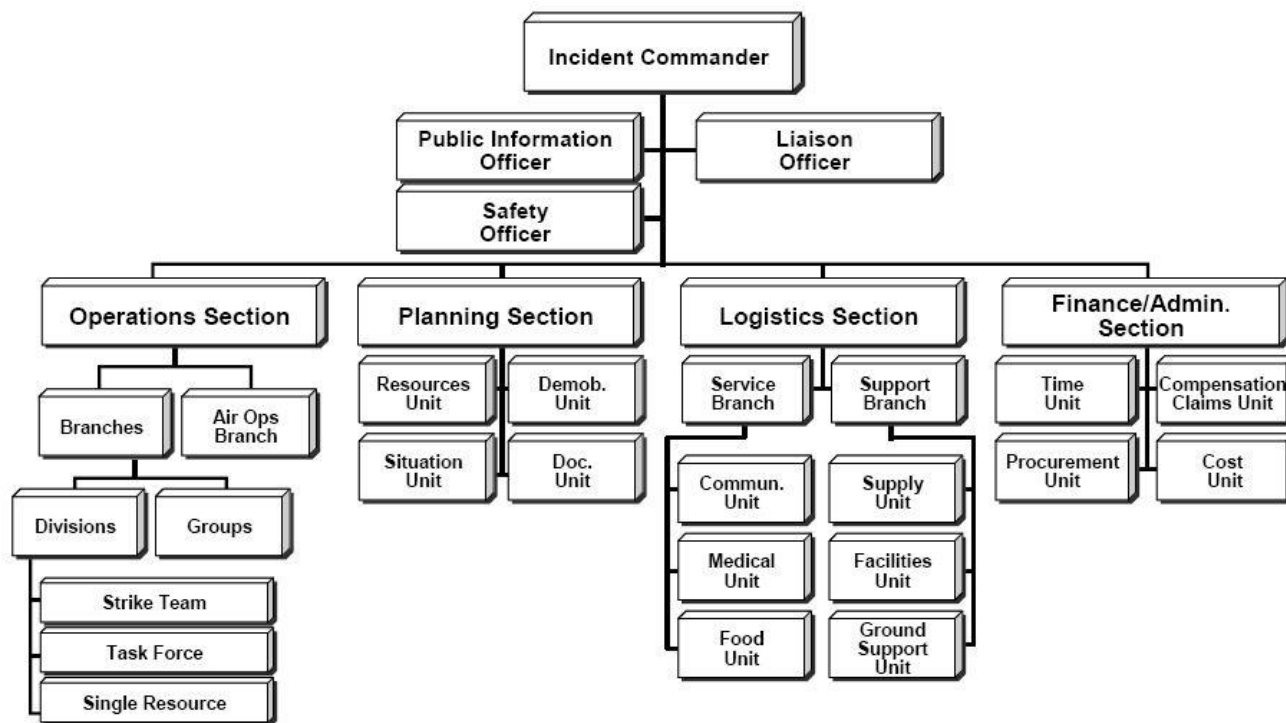 Incident Commander
Public Information
Officer
Liaison
Officer
Safety
Officer
Operations Section
Planning Section
Logistics Section
Finance/Admin.
Section
Branches
Air Ops
Branch
Divisions
Groups
Strike Team
Task Force
Single Resource
Resources
Unit
Demob.
Unit
Situation
Unit
Doc.
Unit
Service
Branch
Support
Branch
Commun.
Unit
Supply
Unit
Medical
Unit
Facilities
Unit
Food
Unit
Ground
Support
Unit
Time
Unit
Compensation
Claims Unit
Procurement
Unit
Cost
Unit